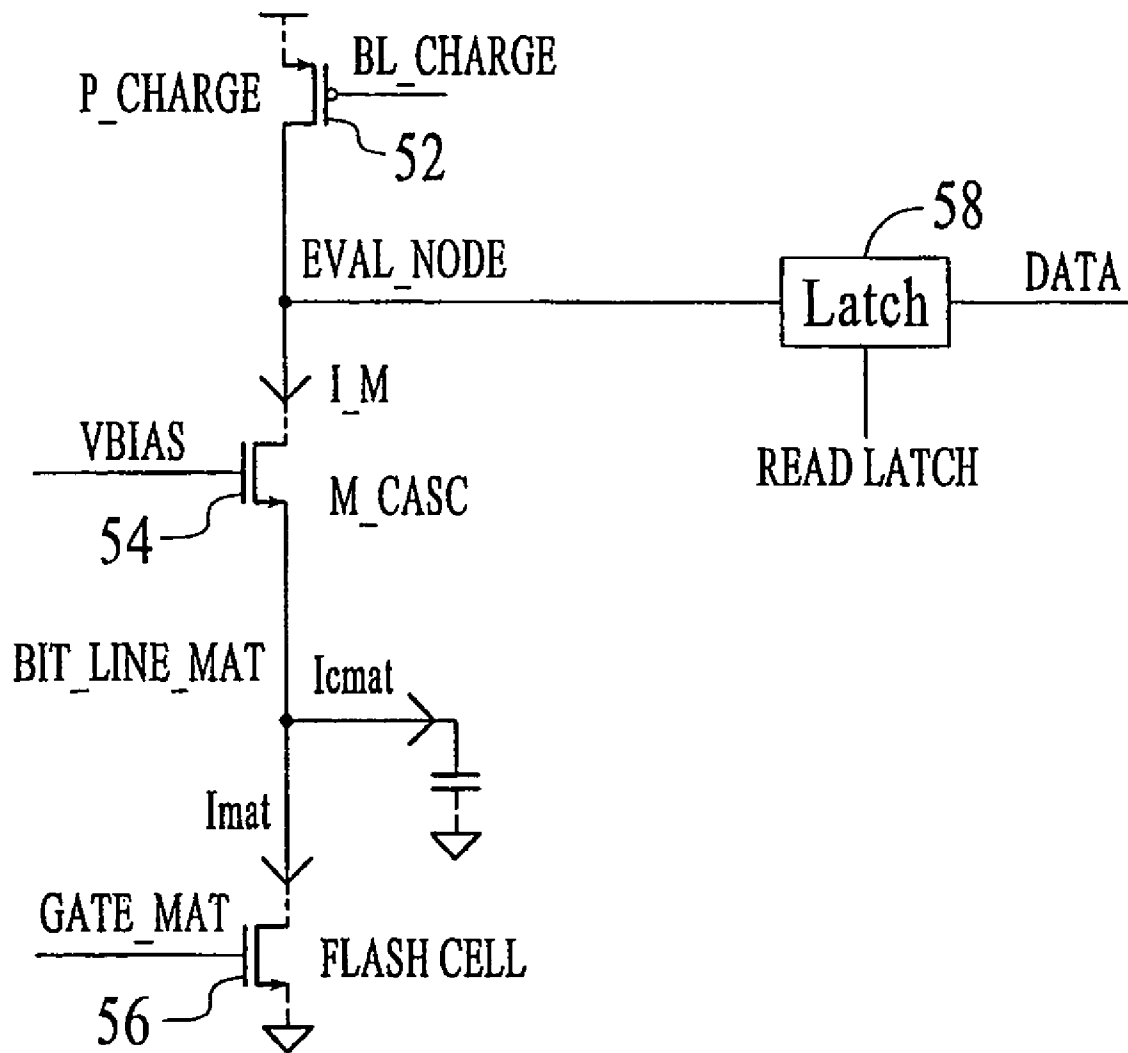 BL_CHARGE
P_CHARGE
52
58
EVAL_NODE
DATA
Latch
I_M
VBIAS
READ LATCH
M_CASC
54
BIT_LINE_MAT
Icmat
Imat
GATE_MAT
FLASH CELL
56